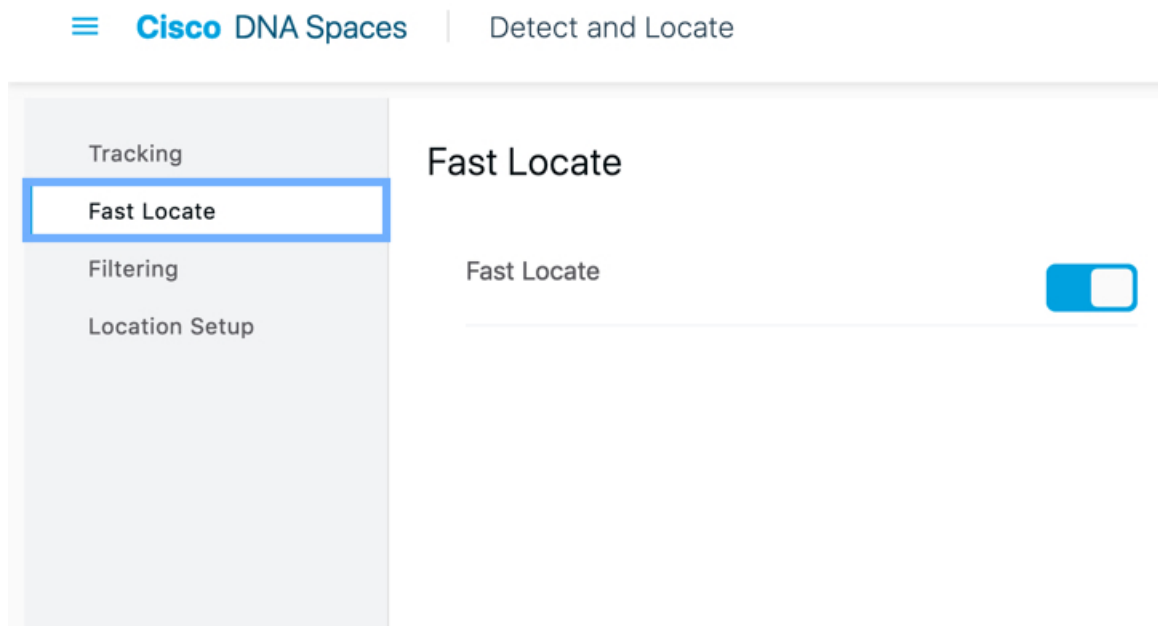 Cisco DNA Spaces Detect and Locate
Tracking
Fast Locate
Filtering
Location Setup
Fast Locate
Fast Locate